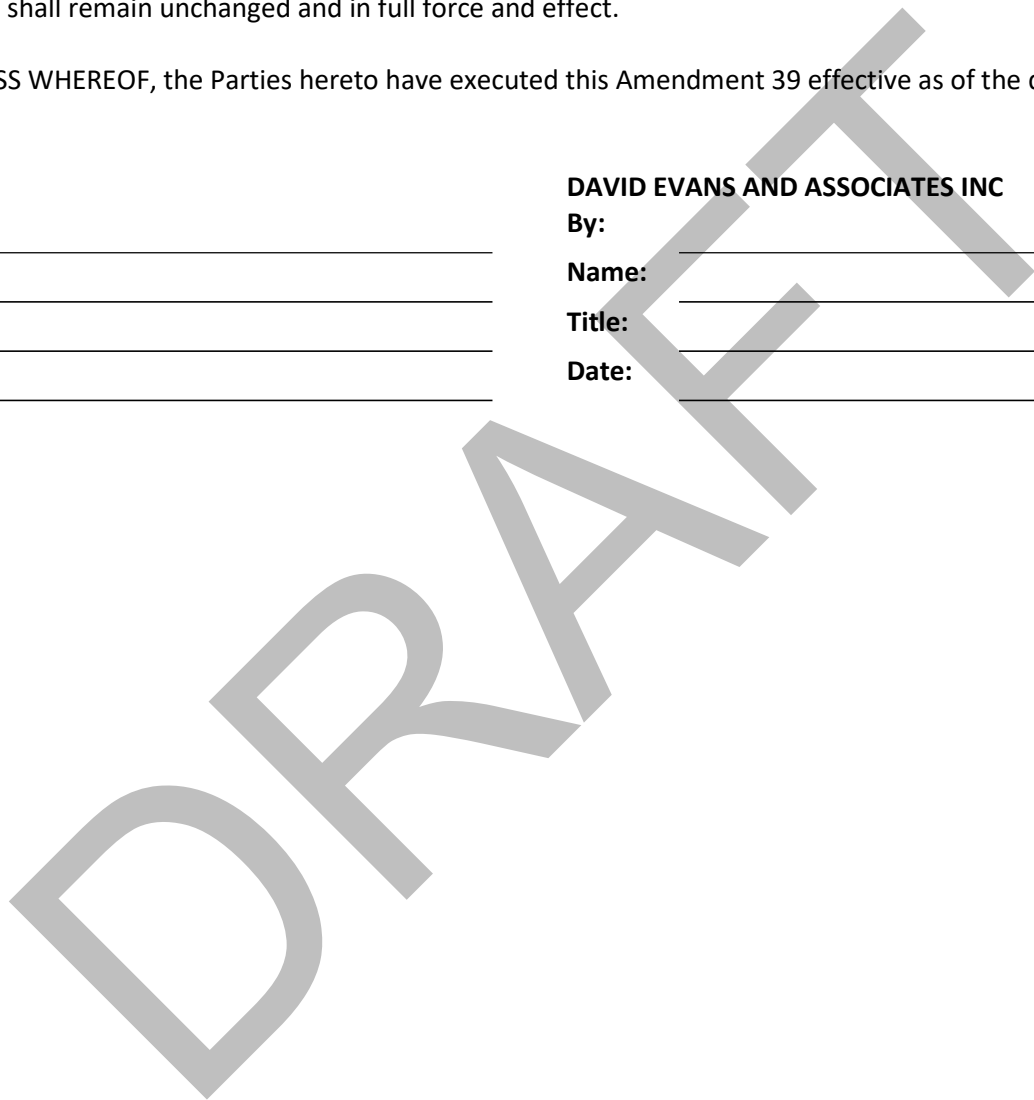 shall remain unchanged and in full force and effect.
SS WHEREOF, the Parties hereto have executed this Amendment 39 effective as of the
DAVID EVANS AND ASSOCIATES INC
By:
Name:
Title:
Date:
DRAFT